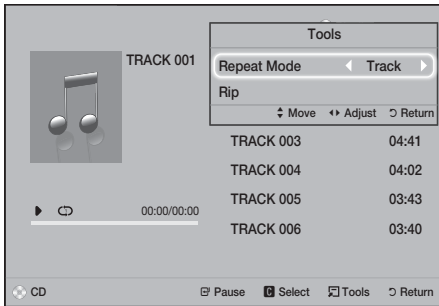 Tools
TRACK 001
Repeat Mode Track
Rip
Move Adjust Return
TRACK 003 04:41
TRACK 004 04:02
TRACK 005 03:43
00:00/00:00
TRACK 006 03:40
CD Pause C Select Tools Return